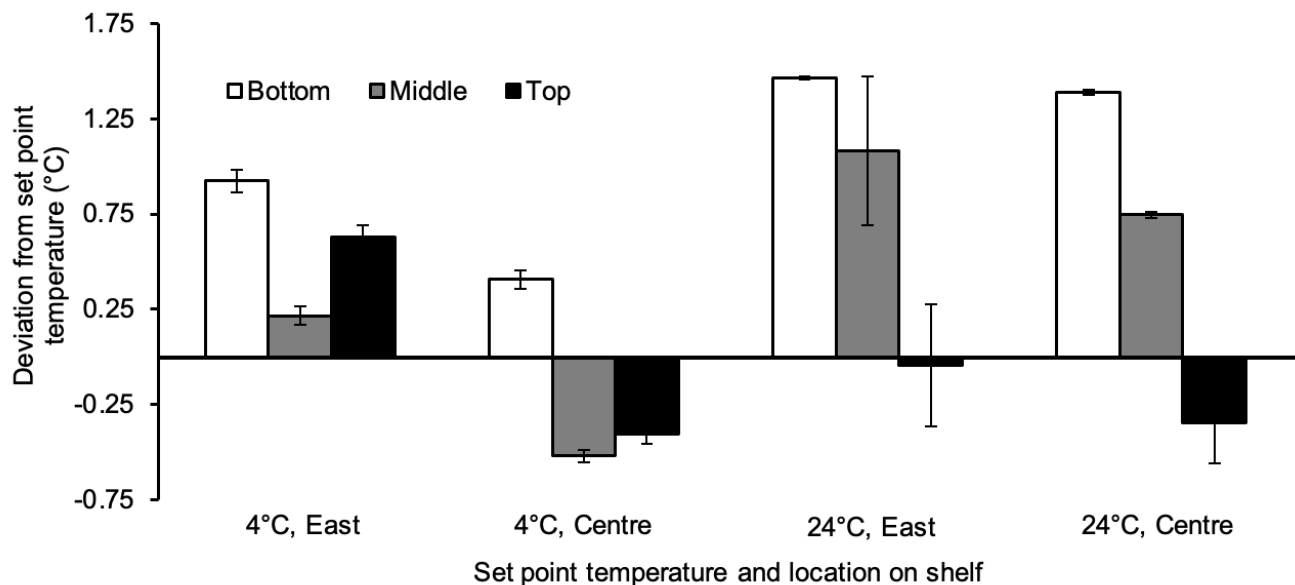 1.75
1.25
0.75
0.25
-0.25
-0.75
Deviation from set point
temperature (°C)
Bottom Middle Top
4°C, East 4°C, Centre 24°C, East 24°C, Centre
Set point temperature and location on shelf